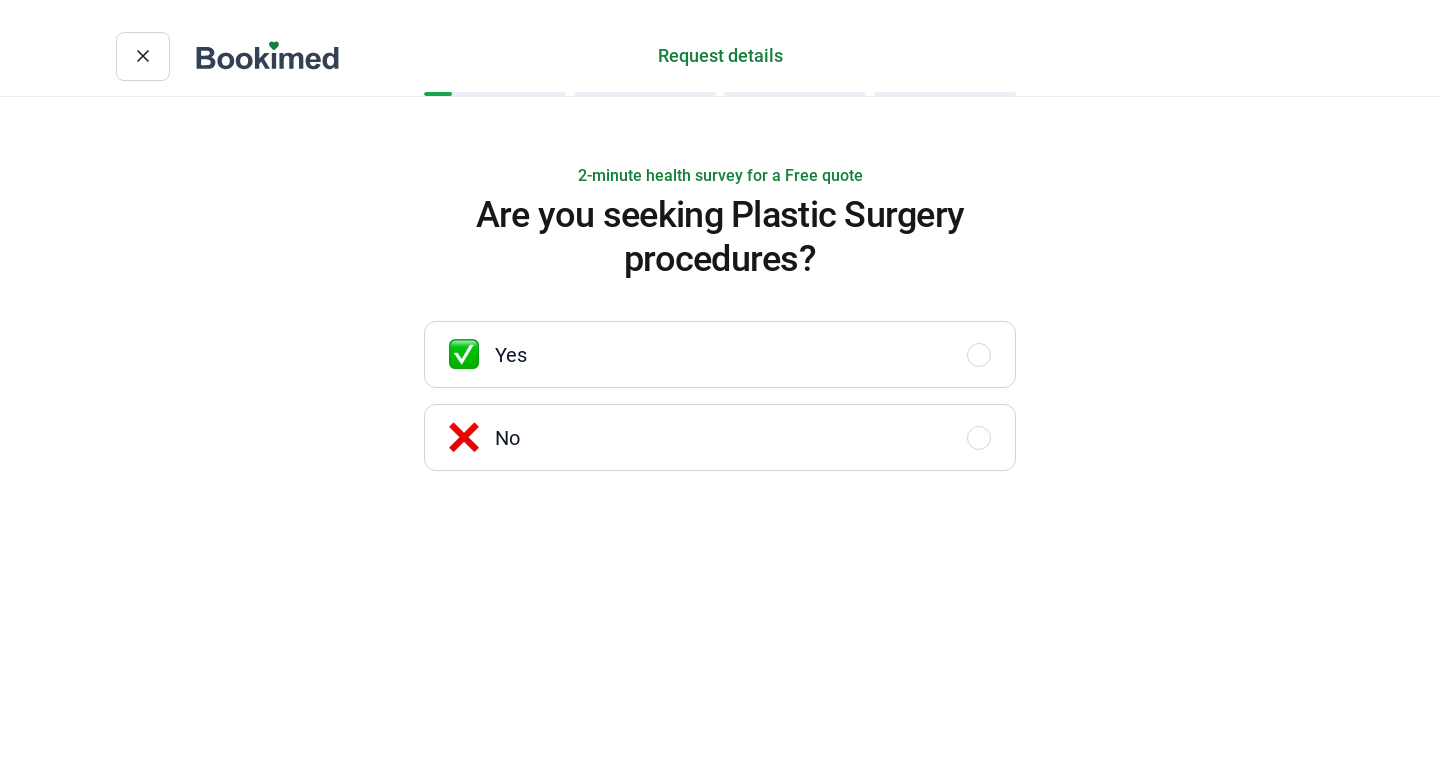 Bookimed
Request details
2-minute health survey for a Free quote
Are you seeking Plastic Surgery
procedures?
Yes
No